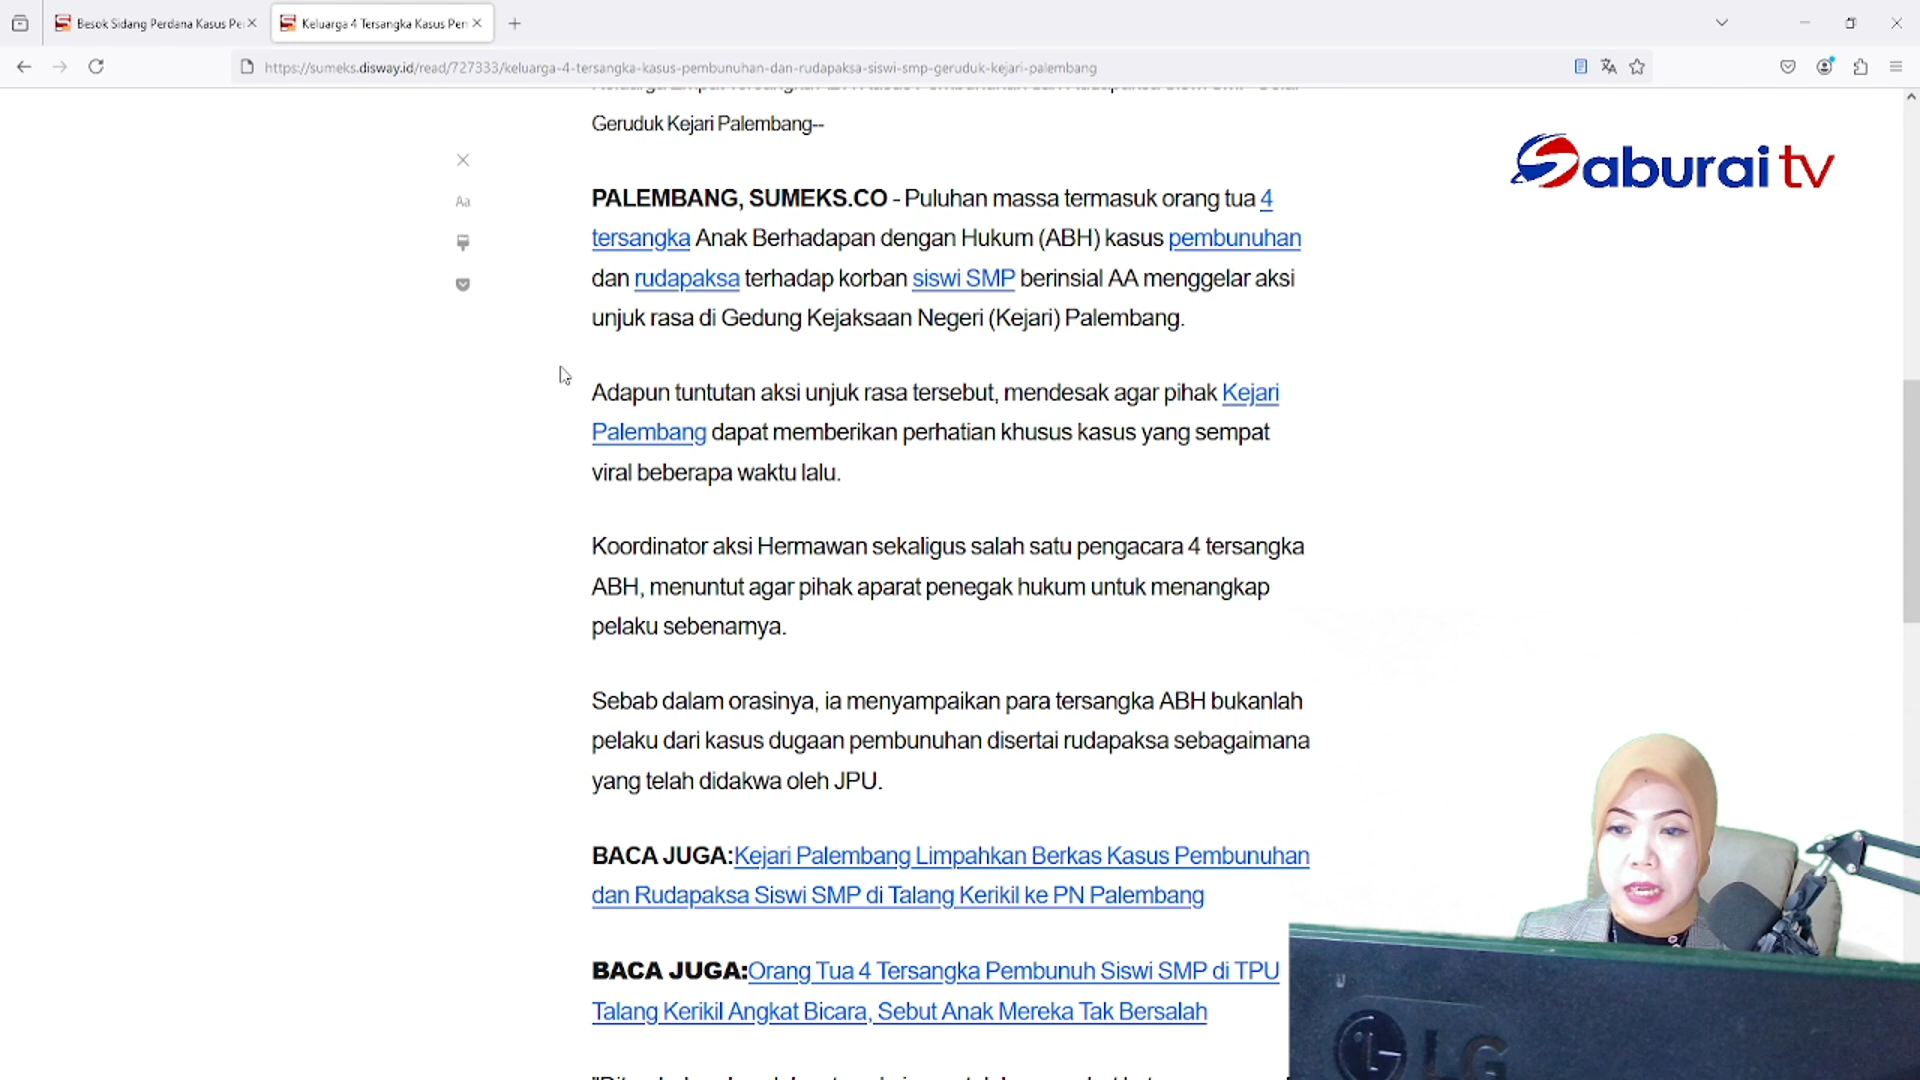 Besok Sidang Perdana Kasus Pe
Keluarga 4 Tersangka Kasus Pen
https://sumeks.disway.id/read/727333/keluarga-4-tersangka-kasus-pembunuhan-dan-rudapaksa-siswi-smp-geruduk-kejari-palembang
Geruduk Kejari Palembang--
Saburai tv
Aa
PALEMBANG, SUMEKS.CO - Puluhan massa termasuk orang tua 4
tersangka Anak Berhadapan dengan Hukum (ABH) kasus pembunuhan
dan rudapaksa terhadap korban siswi SMP berinsial AA menggelar aksi
unjuk rasa di Gedung Kejaksaan Negeri (Kejari) Palembang.
Adapun tuntutan aksi unjuk rasa tersebut, mendesak agar pihak Kejari
Palembang dapat memberikan perhatian khusus kasus yang sempat
viral beberapa waktu lalu.
Koordinator aksi Hermawan sekaligus salah satu pengacara 4 tersangka
ABH, menuntut agar pihak aparat penegak hukum untuk menangkap
pelaku sebenarnya.
Sebab dalam orasinya, ia menyampaikan para tersangka ABH bukanlah
pelaku dari kasus dugaan pembunuhan disertai rudapaksa sebagaimana
yang telah didakwa oleh JPU.
BACA JUGA:Kejari Palembang Limpahkan Berkas Kasus Pembunuhan
dan Rudapaksa Siswi SMP di Talang Kerikil ke PN Palembang
BACA JUGA:Orang Tua 4 Tersangka Pembunuh Siswi SMP di TPU
Talang Kerikil Angkat Bicara, Sebut Anak Mereka Tak Bersalah
LG